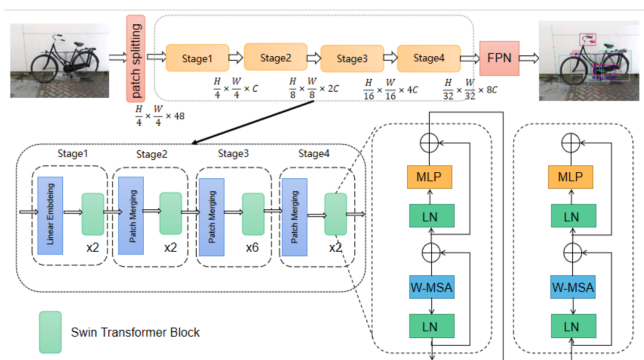 patch splitting
Stage1
Stage2
Stage3
Stage4
FPN
H/4 × W/4 × 48
H/4 × W/4 × C
H/8 × W/8 × 2C
H/16 × W/16 × 4C
H/32 × W/32 × 8C
Stage1
Stage2
Stage3
Stage4
Linear Embdeing
Patch Merging
Patch Merging
Patch Merging
x2
x2
x6
x2
Swin Transformer Block
MLP
LN
W-MSA
LN
MLP
LN
W-MSA
LN